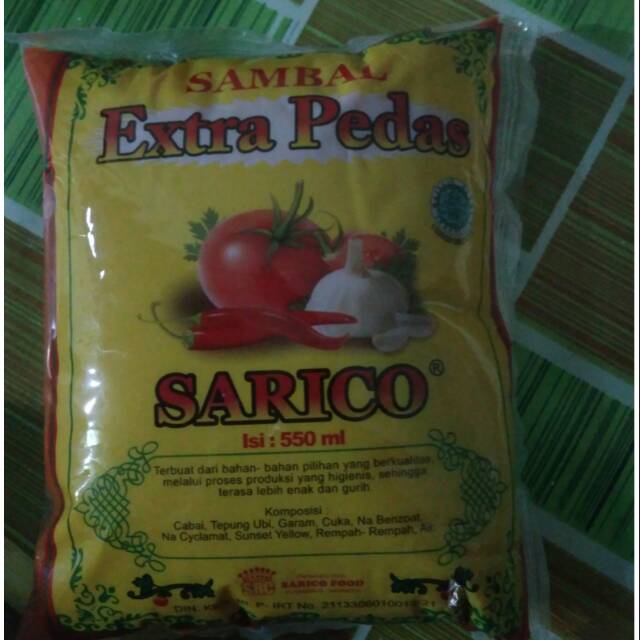 SAMBAL
Extra Pedas
SARICO®
Isi : 550 ml
Terbuat dari bahan- bahan pilihan yang berkualitas
melalui proses produksi yang higienis, sehingga
terasa lebih enak dan gurih
Komposisi :
Cabai, Tepung Ubi, Garam, Cuka, Na Benzoat,
Na Cyclamat, Sunset Yellow, Rempah- Rempah, Air
SARICO FOOD
P- IRT No.